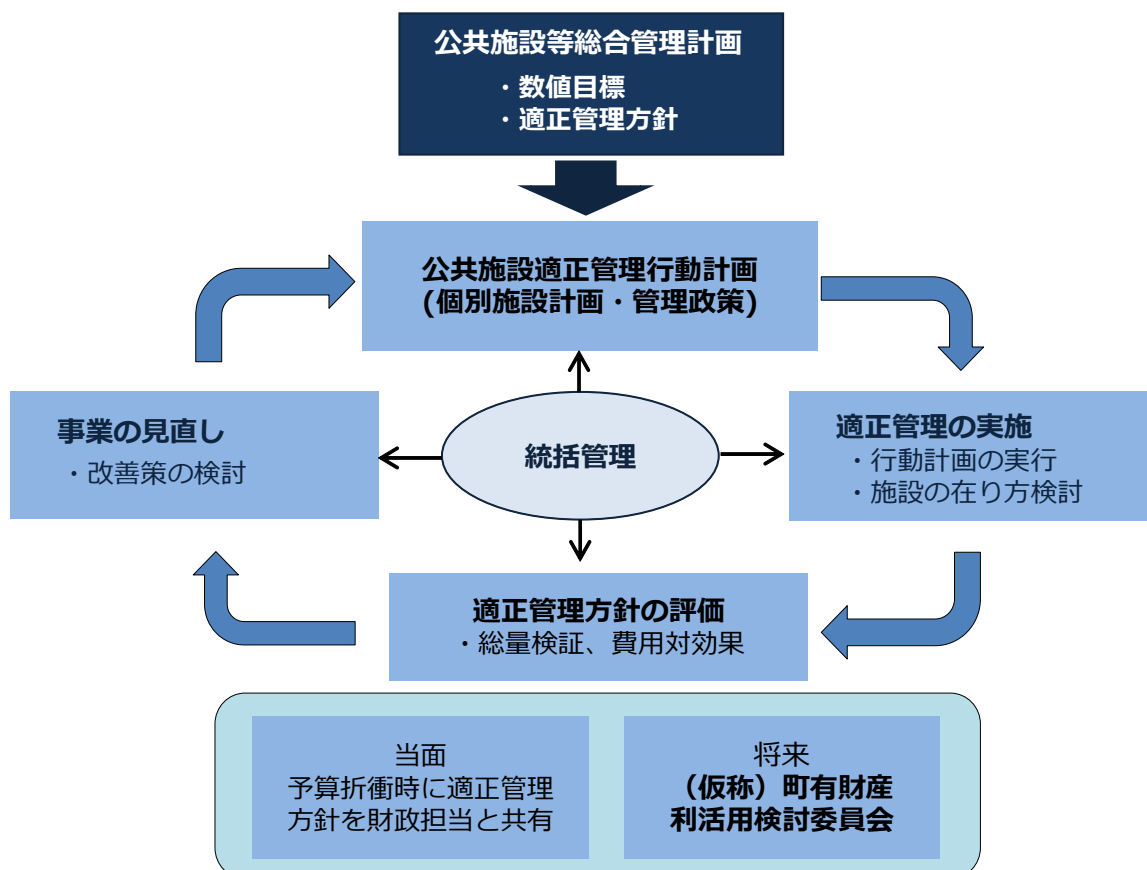 公共施設等総合管理計画
・数値目標
・適正管理方針
公共施設適正管理行動計画
(個別施設計画・管理政策)
事業の見直し
・改善策の検討
統括管理
適正管理の実施
・行動計画の実行
・施設の在り方検討
適正管理方針の評価
・総量検証、費用対効果
当面
予算折衝時に適正管理
方針を財政担当と共有
将来
（仮称）町有財産
利活用検討委員会